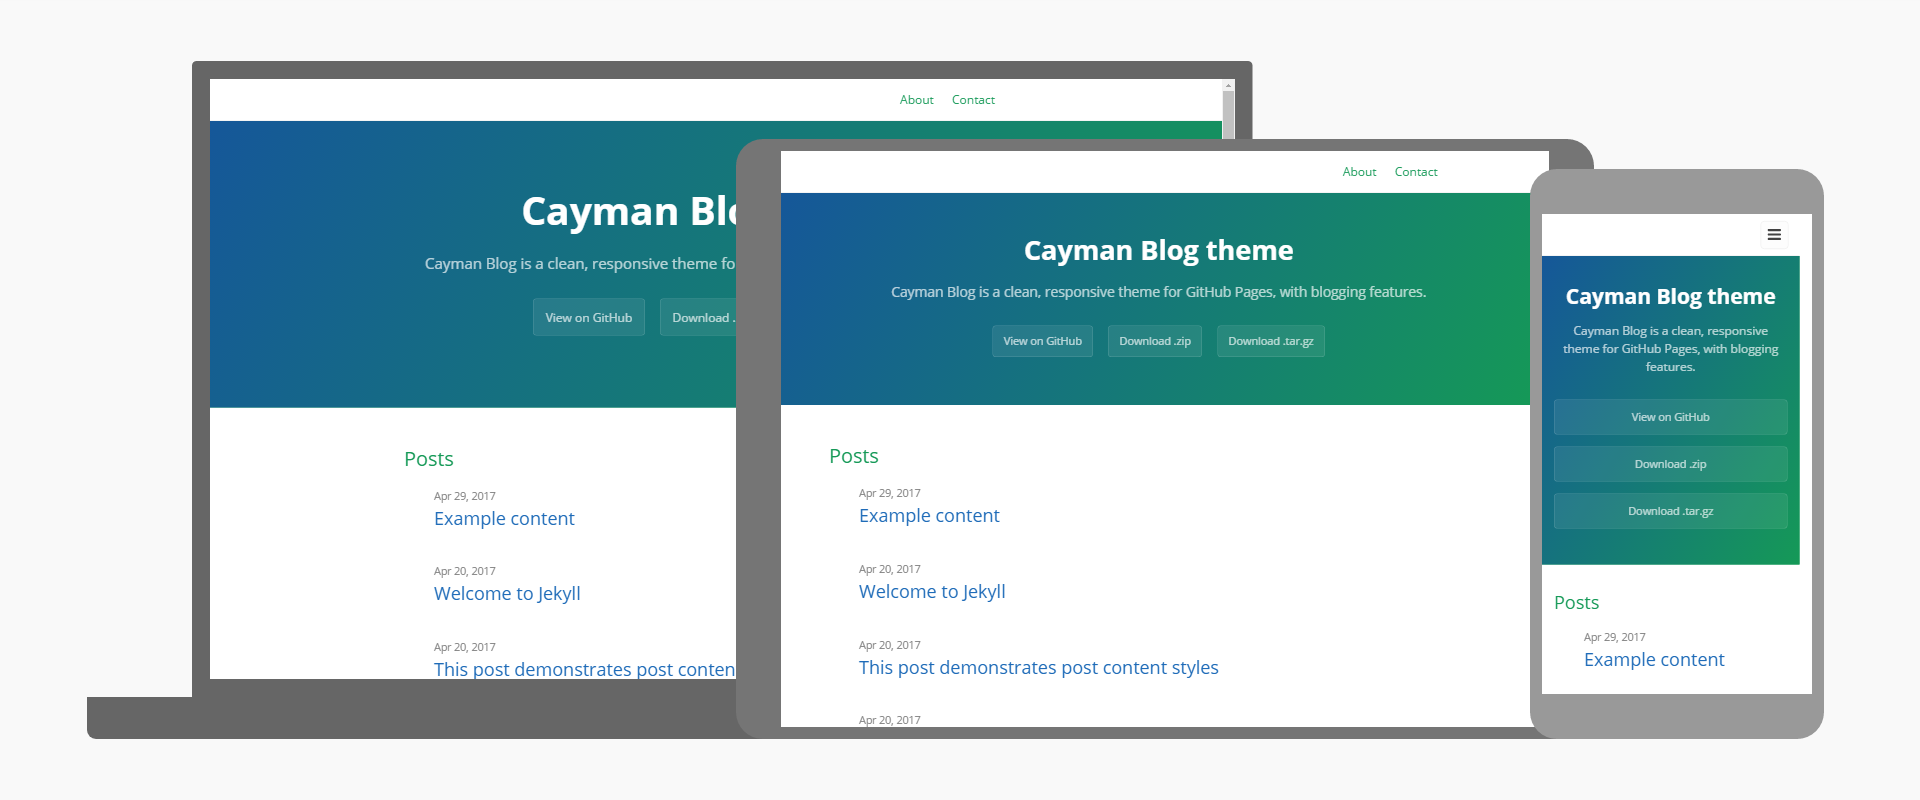 About Contact
Cayman Blo
Cayman Blog is a clean, responsive theme fo
View on GitHub
Download .
Posts
Apr 29, 2017
Example content
Apr 20, 2017
Welcome to Jekyll
Apr 20, 2017
This post demonstrates post conten
About Contact
Cayman Blog theme
Cayman Blog is a clean, responsive theme for GitHub Pages, with blogging features.
View on GitHub Download .zip Download .tar.gz
Posts
Apr 29, 2017
Example content
Apr 20, 2017
Welcome to Jekyll
Apr 20, 2017
This post demonstrates post content styles
Apr 20, 2017
Cayman Blog theme
Cayman Blog is a clean, responsive
theme for GitHub Pages, with blogging
features.
View on GitHub
Download .zip
Download .tar.gz
Posts
Apr 29, 2017
Example content